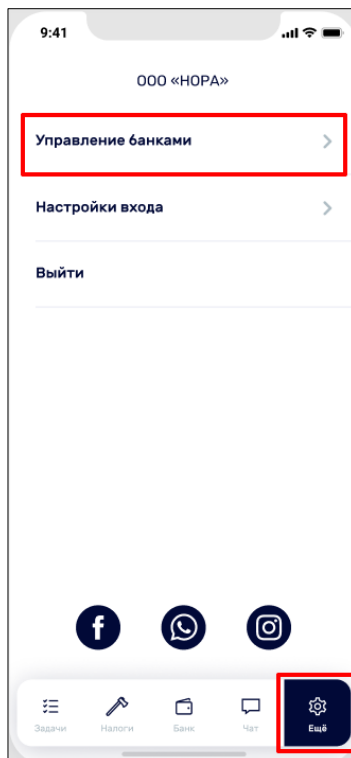 9:41
ООО «НОРА»
Управление банками
Настройки входа
Выйти
Задачи Налоги Банк Чат Ещё